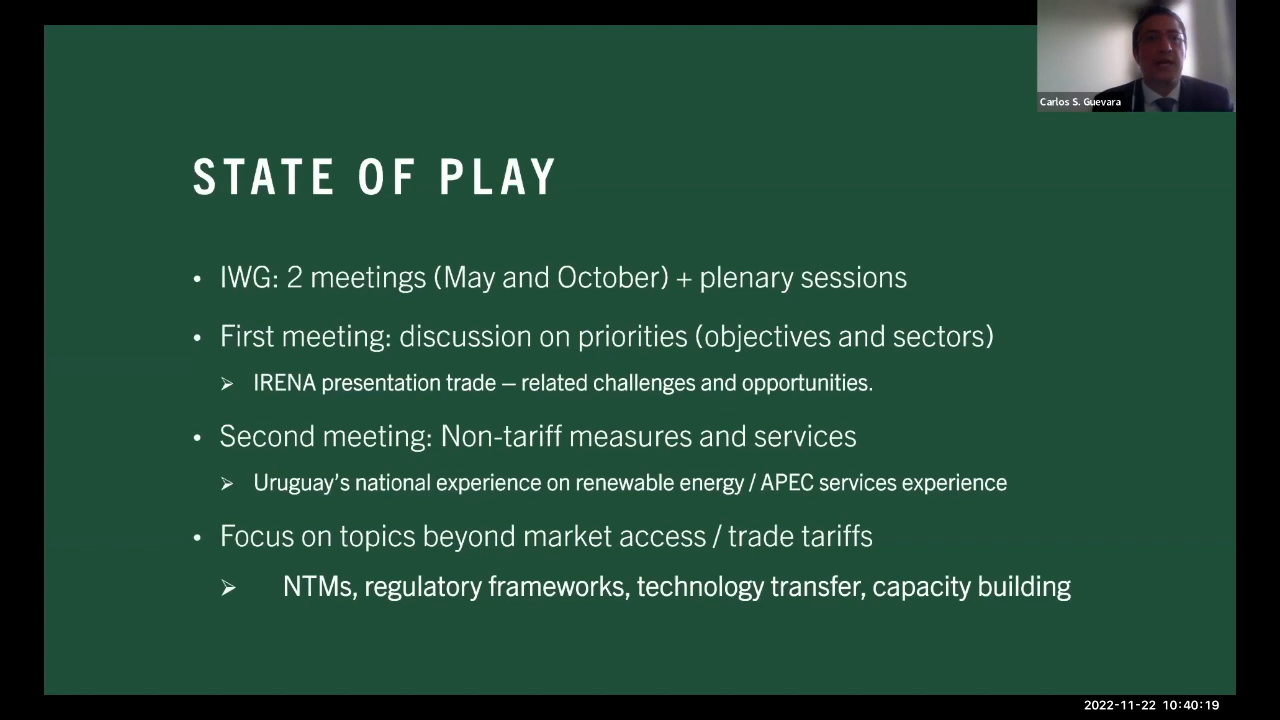 Carlos S. Guevara
STATE OF PLAY
• IWG: 2 meetings (May and October) + plenary sessions
• First meeting: discussion on priorities (objectives and sectors)
➢ IRENA presentation trade – related challenges and opportunities.
• Second meeting: Non-tariff measures and services
➢ Uruguay's national experience on renewable energy / APEC services experience
• Focus on topics beyond market access / trade tariffs
➢ NTMs, regulatory frameworks, technology transfer, capacity building
2022-11-22 10:40:19